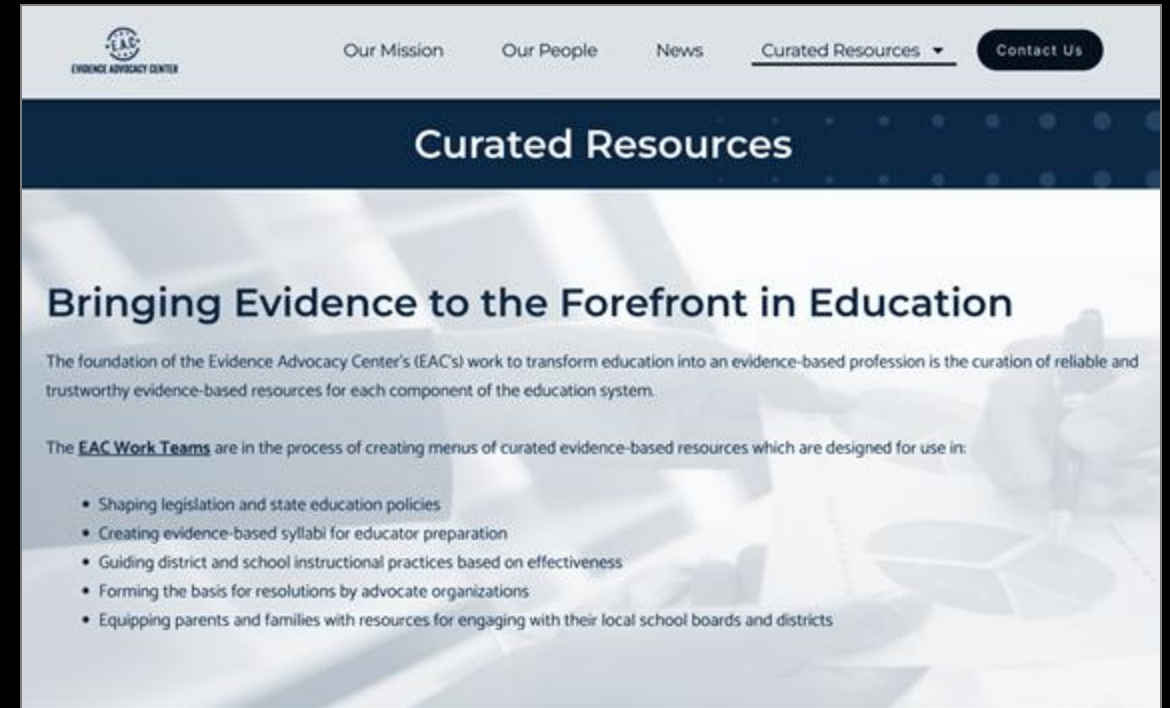 E.A.C
EVIDENCE ADVOCACY CENTER
Our Mission
Our People
News
Curated Resources
Contact Us
Curated Resources
Bringing Evidence to the Forefront in Education
The foundation of the Evidence Advocacy Center's (EAC's) work to transform education into an evidence-based profession is the curation of reliable and
trustworthy evidence-based resources for each component of the education system.
The EAC Work Teams are in the process of creating menus of curated evidence-based resources which are designed for use in:
• Shaping legislation and state education policies
• Creating evidence-based syllabi for educator preparation
• Guiding district and school instructional practices based on effectiveness
• Forming the basis for resolutions by advocate organizations
• Equipping parents and families with resources for engaging with their local school boards and districts